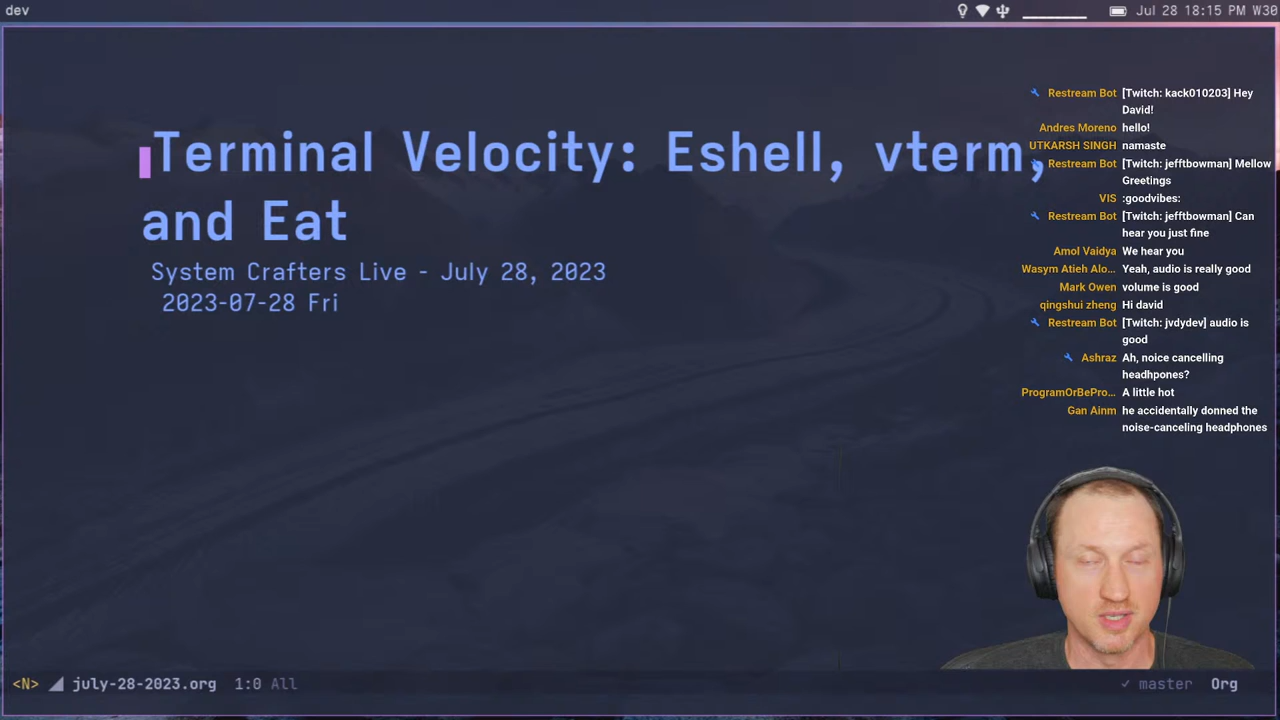 dev
Jul 28 18:15 PM W30
Terminal Velocity: Eshell, vterm,
and Eat
System Crafters Live - July 28, 2023
2023-07-28 Fri
Restream Bot [Twitch: kack010203] Hey
David!
Andres Moreno hello!
UTKARSH SINGH namaste
Restream Bot [Twitch: jefftbowman] Mellow
Greetings
VIS :goodvibes:
Restream Bot [Twitch: jefftbowman] Can
hear you just fine
Amol Vaidya We hear you
Wasym Atieh Alo... Yeah, audio is really good
Mark Owen volume is good
qingshui zheng Hi david
Restream Bot [Twitch: jvdydev] audio is
good
Ashraz Ah, noice cancelling
headhpones?
ProgramOrBePro... A little hot
Gan Ainm he accidentally donned the
noise-canceling headphones
<N> july-28-2023.org 1:0 All
✓ master Org